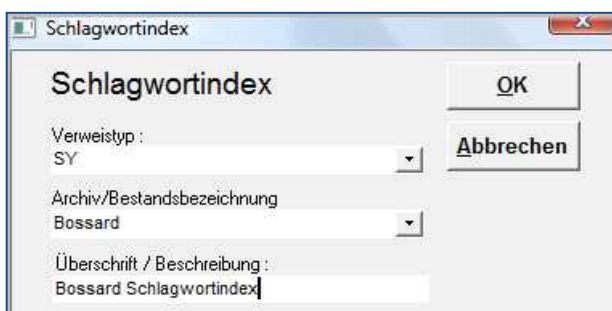 Schlagwortindex
Schlagwortindex
OK
Verweistyp :
SY
Abbrechen
Archiv/Bestandsbezeichnung
Bossard
Überschrift / Beschreibung :
Bossard Schlagwortindex